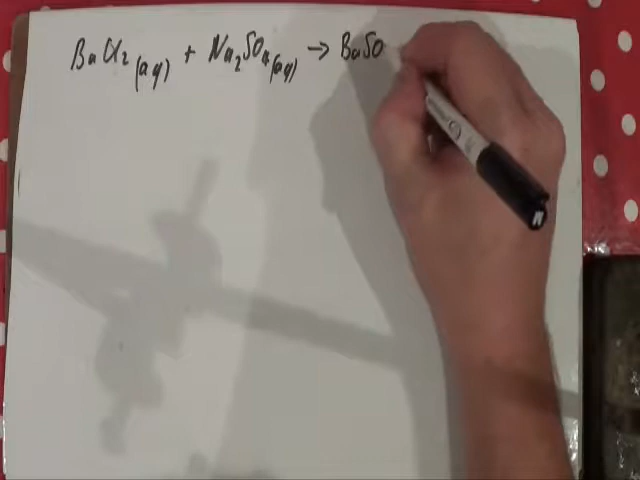 BaCl₂(aq) + Na₂SO₄(aq) → BaSO